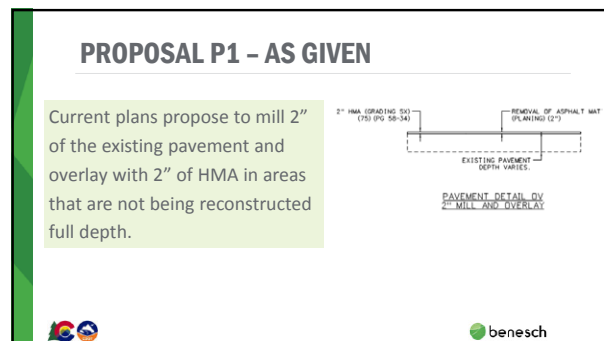 PROPOSAL P1 – AS GIVEN
Current plans propose to mill 2”
of the existing pavement and
overlay with 2” of HMA in areas
that are not being reconstructed
full depth.
2" HMA (GRADING SX)
(75) (PG 58-34)
REMOVAL OF ASPHALT MAT
(PLANING) (2")
EXISTING PAVEMENT
DEPTH VARIES.
PAVEMENT DETAIL OV
2" MILL AND OVERLAY
benesch